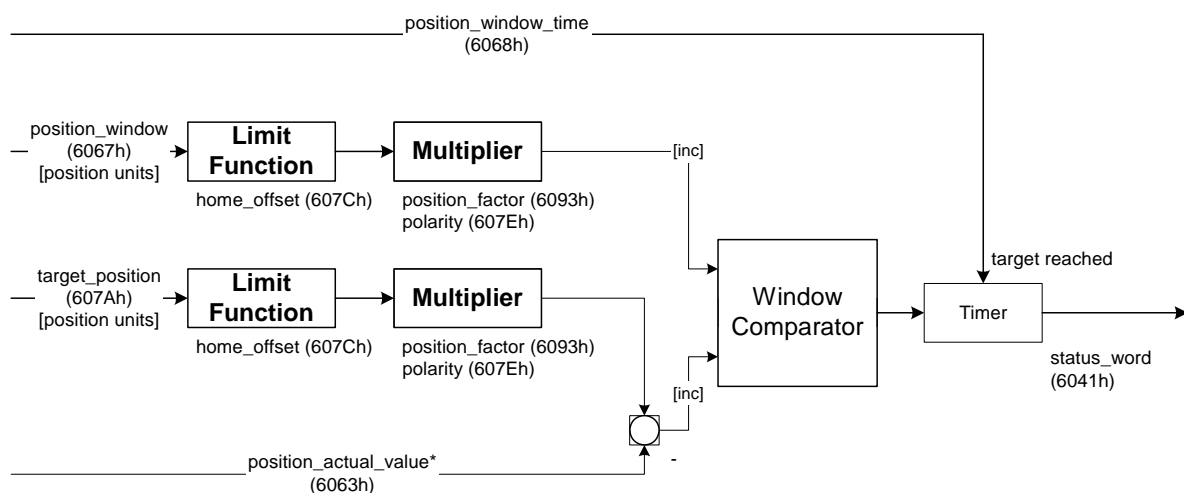 position_window_time
(6068h)
position_window
(6067h)
[position units]
Limit
Function
home_offset (607Ch)
Multiplier
position_factor (6093h)
polarity (607Eh)
[inc]
target_position
(607Ah)
[position units]
Limit
Function
home_offset (607Ch)
Multiplier
position_factor (6093h)
polarity (607Eh)
[inc]
-
Window
Comparator
target reached
Timer
status_word
(6041h)
position_actual_value*
(6063h)